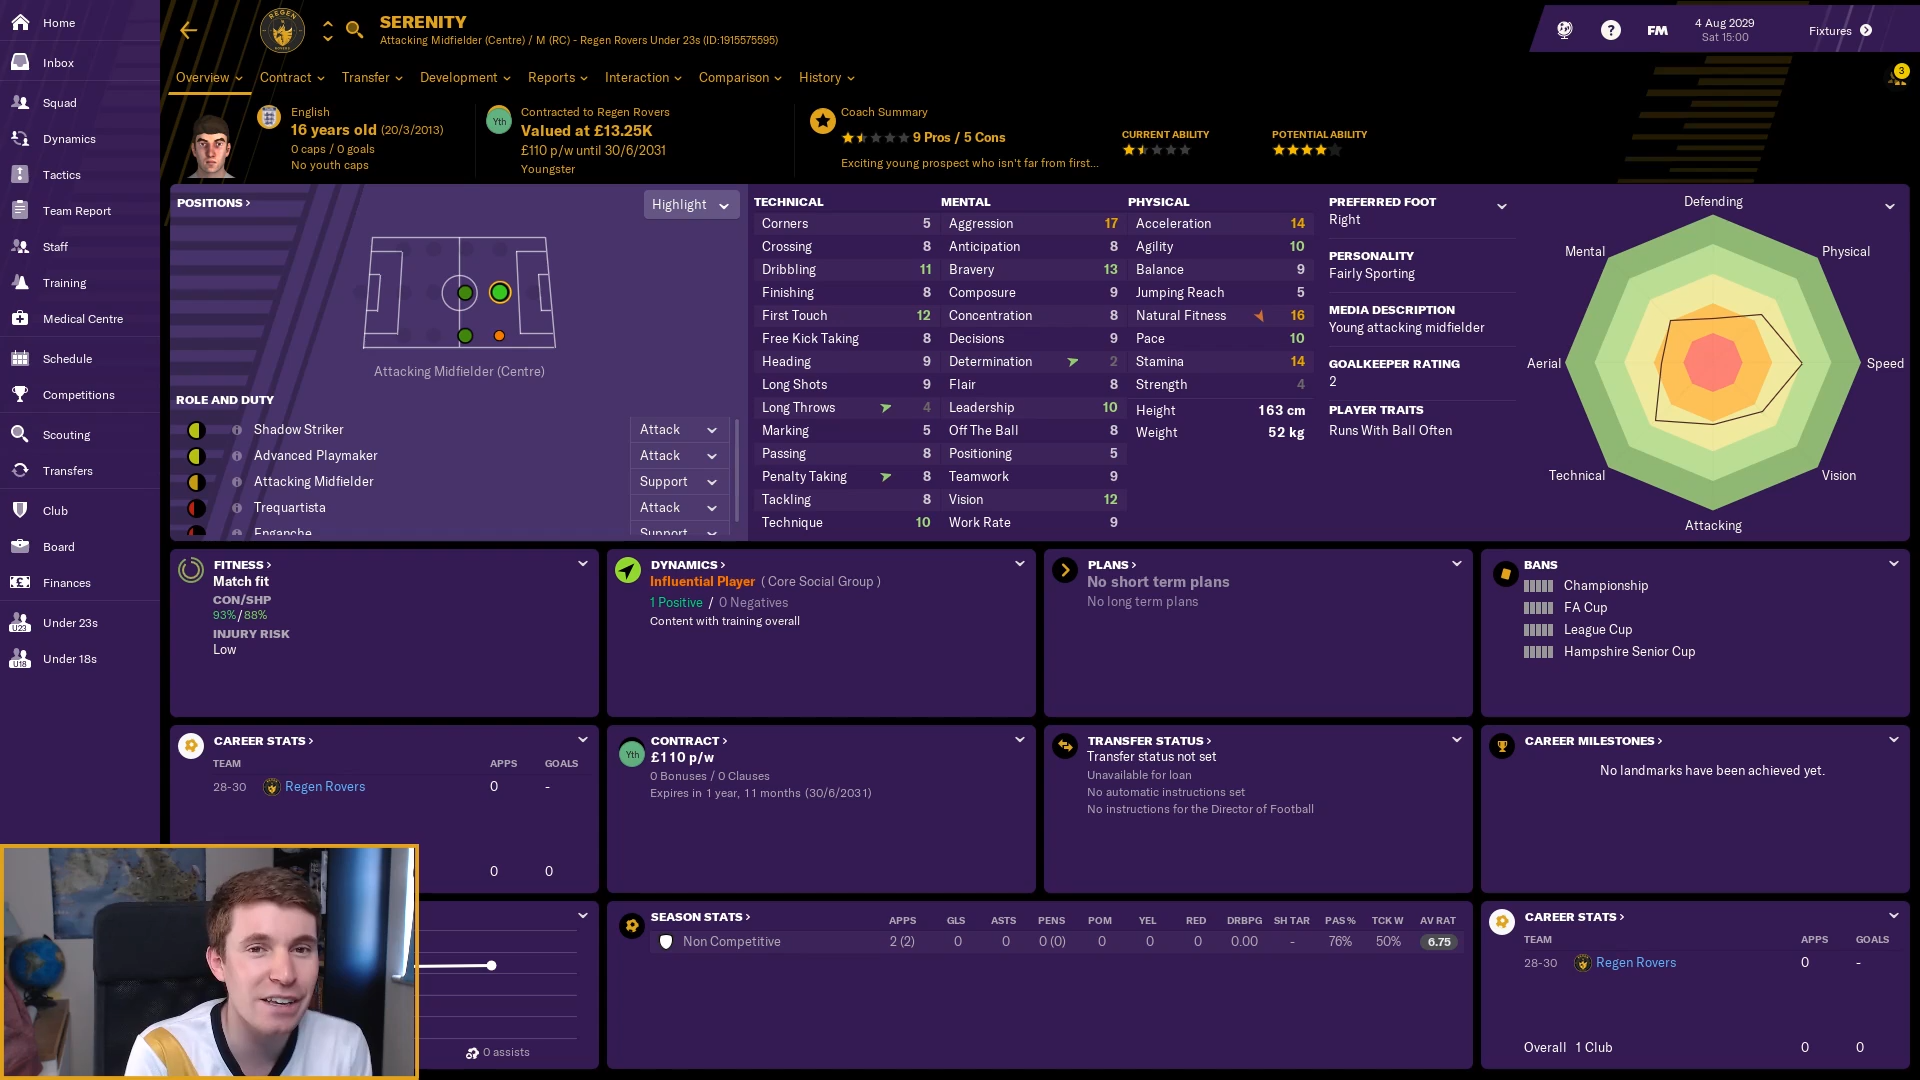 Home
Inbox
Squad
Dynamics
Tactics
Team Report
Staff
Training
Medical Centre
Schedule
Competitions
Scouting
Transfers
Club
Board
Finances
U23
Under 23s
U18
Under 18s
REGEN
ROVERS
SERENITY
Attacking Midfielder (Centre) / M (RC) - Regen Rovers Under 23s (ID:1915575595)
?
FM
4 Aug 2029
Sat 15:00
Fixtures
Overview
Contract
Transfer
Development
Reports
Interaction
Comparison
History
3
English
16 years old (20/3/2013)
0 caps / 0 goals
No youth caps
Yth
Contracted to Regen Rovers
Valued at £13.25K
£110 p/w until 30/6/2031
Youngster
Coach Summary
9 Pros / 5 Cons
Exciting young prospect who isn't far from first...
CURRENT ABILITY
POTENTIAL ABILITY
POSITIONS >
Highlight
Attacking Midfielder (Centre)
ROLE AND DUTY
Shadow Striker Attack
Advanced Playmaker Attack
Attacking Midfielder Support
Trequartista Attack
Enganche Support
TECHNICAL
Corners 5
Crossing 8
Dribbling 11
Finishing 8
First Touch 12
Free Kick Taking 8
Heading 9
Long Shots 9
Long Throws 4
Marking 5
Passing 8
Penalty Taking 8
Tackling 8
Technique 10
MENTAL
Aggression 17
Anticipation 8
Bravery 13
Composure 9
Concentration 8
Decisions 9
Determination 2
Flair 8
Leadership 10
Off The Ball 8
Positioning 5
Teamwork 9
Vision 12
Work Rate 9
PHYSICAL
Acceleration 14
Agility 10
Balance 9
Jumping Reach 5
Natural Fitness 16
Pace 10
Stamina 14
Strength 4
Height 163 cm
Weight 52 kg
PREFERRED FOOT
Right
PERSONALITY
Fairly Sporting
MEDIA DESCRIPTION
Young attacking midfielder
GOALKEEPER RATING
2
PLAYER TRAITS
Runs With Ball Often
Defending
Mental
Physical
Aerial
Speed
Technical
Vision
Attacking
FITNESS >
Match fit
CON/SHP
93%/88%
INJURY RISK
Low
DYNAMICS >
Influential Player ( Core Social Group )
1 Positive / 0 Negatives
Content with training overall
PLANS >
No short term plans
No long term plans
BANS
Championship
FA Cup
League Cup
Hampshire Senior Cup
CAREER STATS >
TEAM APPS GOALS
28-30 Regen Rovers 0 -
0 0
Yth
CONTRACT >
£110 p/w
0 Bonuses / 0 Clauses
Expires in 1 year, 11 months (30/6/2031)
TRANSFER STATUS >
Transfer status not set
Unavailable for loan
No automatic instructions set
No instructions for the Director of Football
CAREER MILESTONES >
No landmarks have been achieved yet.
0 assists
SEASON STATS > APPS GLS ASTS PENS POM YEL RED DRBPG SH TAR PAS % TCK W AV RAT
Non Competitive 2 (2) 0 0 0 (0) 0 0 0 0.00 - 76% 50% 6.75
CAREER STATS >
TEAM APPS GOALS
28-30 Regen Rovers 0 -
Overall 1 Club 0 0